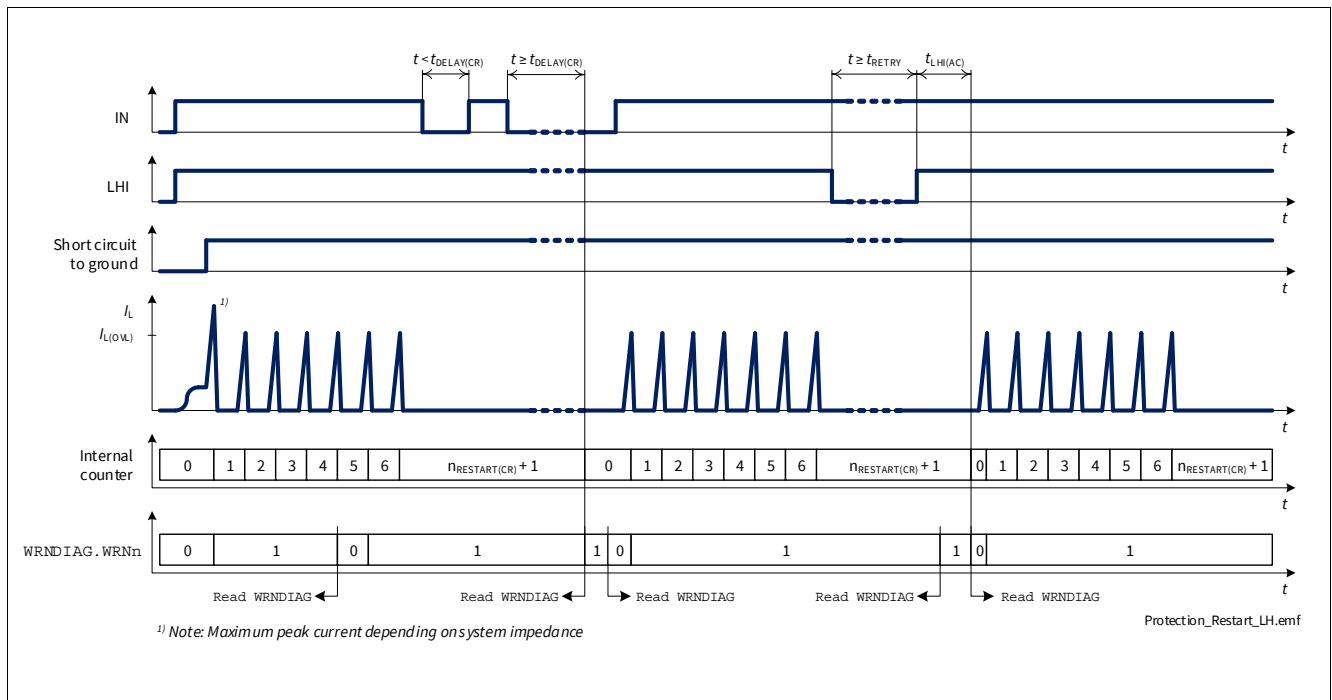 t < tDELAY(CR) t ≥ tDELAY(CR) t ≥ tRETRY tLHI(AC)
IN
t
LHI
t
Short circuit
to ground
t
IL
1)
IL(OVL)
t
Internal
counter
0 1 2 3 4 5 6 nRESTART(CR) + 1 0 1 2 3 4 5 6 nRESTART(CR) + 1 0 1 2 3 4 5 6 nRESTART(CR) + 1
t
WRNDIAG.WRNn
0 1 0 1 1 0 1 1 0 1
t
Read WRNDIAG Read WRNDIAG Read WRNDIAG Read WRNDIAG Read WRNDIAG
1) Note: Maximum peak current depending on system impedance
Protection_Restart_LH.emf